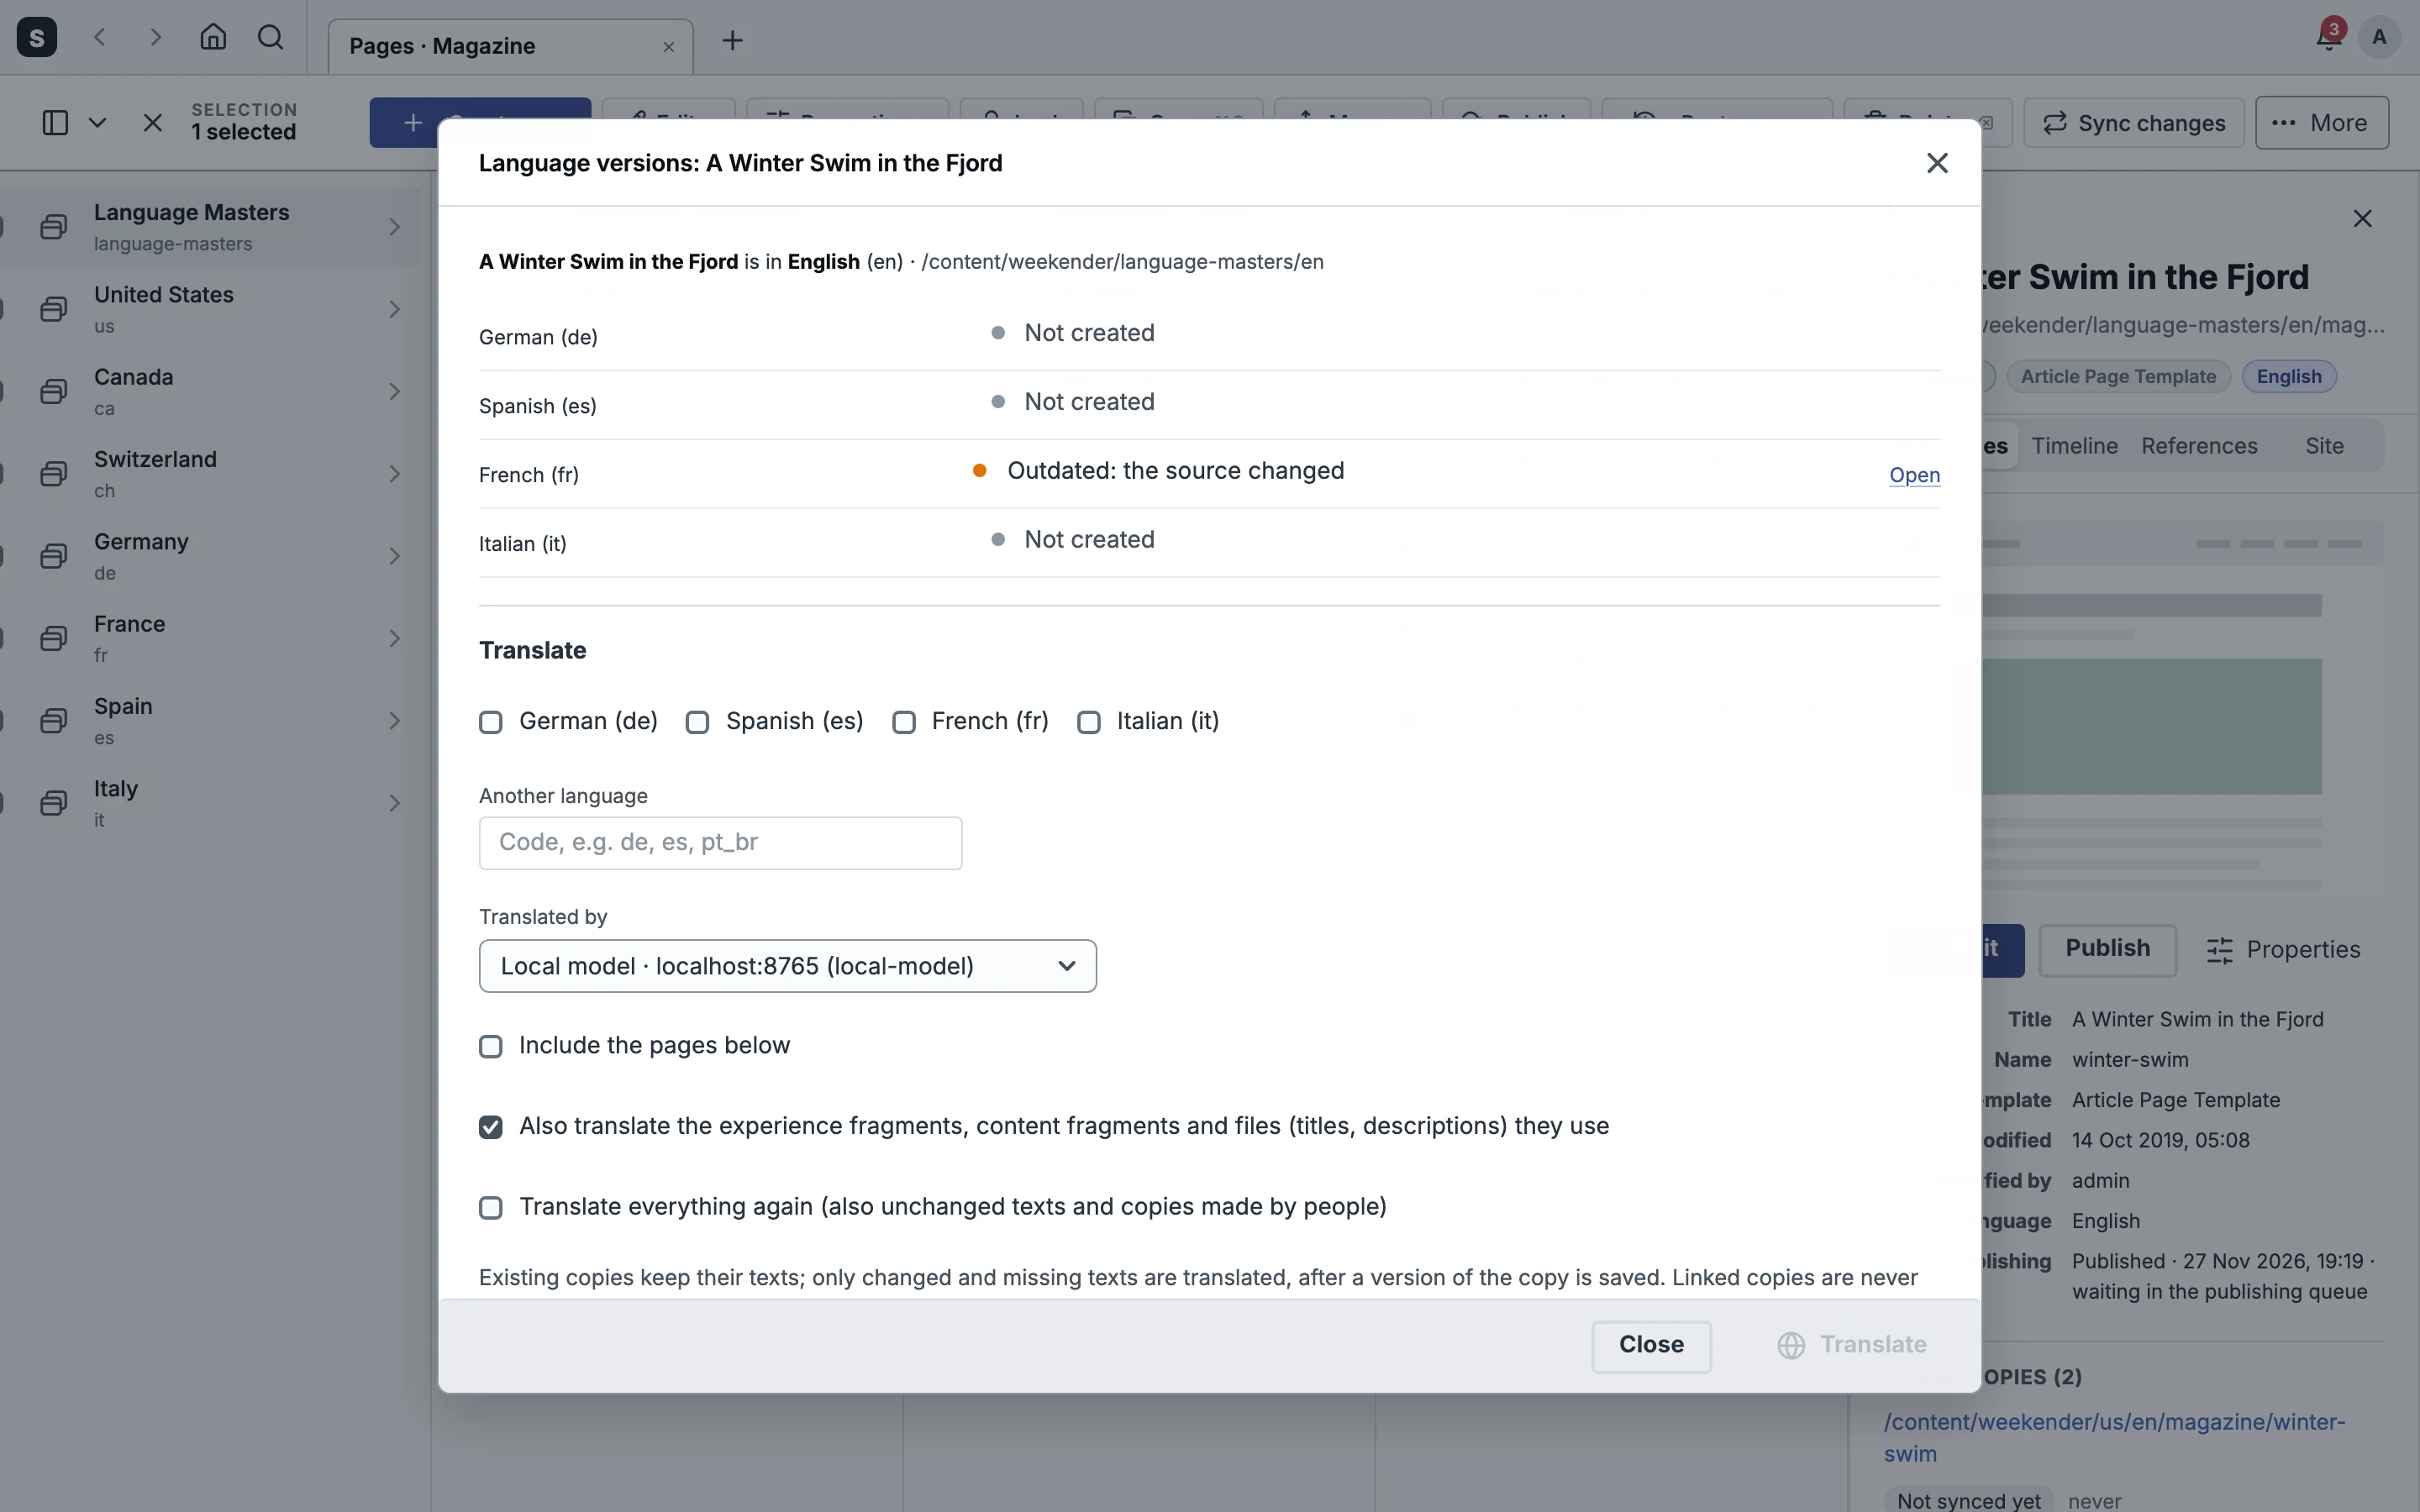 S
Pages · Magazine
3
A
SELECTION
1 selected
Sync changes
More
Language Masters
language-masters
United States
us
Canada
ca
Switzerland
ch
Germany
de
France
fr
Spain
es
Italy
it
Language versions: A Winter Swim in the Fjord
A Winter Swim in the Fjord is in English (en) · /content/weekender/language-masters/en
German (de) Not created
Spanish (es) Not created
French (fr) Outdated: the source changed Open
Italian (it) Not created
Translate
German (de) Spanish (es) French (fr) Italian (it)
Another language
Code, e.g. de, es, pt_br
Translated by
Local model · localhost:8765 (local-model)
Include the pages below
Also translate the experience fragments, content fragments and files (titles, descriptions) they use
Translate everything again (also unchanged texts and copies made by people)
Existing copies keep their texts; only changed and missing texts are translated, after a version of the copy is saved. Linked copies are never
Close Translate
ter Swim in the Fjord
weekender/language-masters/en/mag...
Article Page Template English
es Timeline References Site
it Publish Properties
Title A Winter Swim in the Fjord
Name winter-swim
mplate Article Page Template
odified 14 Oct 2019, 05:08
fied by admin
nguage English
lishing Published · 27 Nov 2026, 19:19 ·
waiting in the publishing queue
OPIES (2)
/content/weekender/us/en/magazine/winter-
swim
Not synced yet never